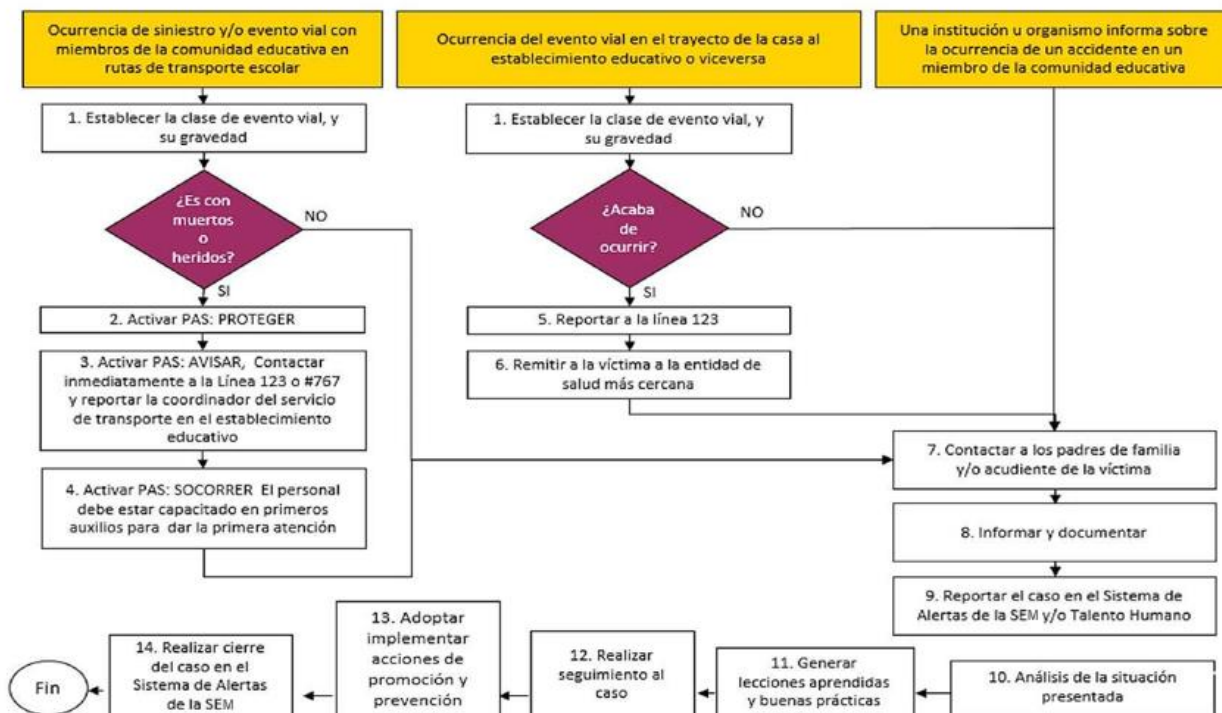 Ocurrencia de siniestro y/o evento vial con
miembros de la comunidad educativa en
rutas de transporte escolar
Ocurrencia del evento vial en el trayecto de la casa al
establecimiento educativo o viceversa
Una institución u organismo informa sobre
la ocurrencia de un accidente en un
miembro de la comunidad educativa
1. Establecer la clase de evento vial, y
su gravedad
1. Establecer la clase de evento vial, y
su gravedad
¿Es con
muertos
o
heridos?
NO
SI
¿Acaba
de
ocurrir?
NO
SI
2. Activar PAS: PROTEGER
3. Activar PAS: AVISAR, Contactar
inmediatamente a la Línea 123 o #767
y reportar la coordinador del servicio
de transporte en el establecimiento
educativo
4. Activar PAS: SOCORRER El personal
debe estar capacitado en primeros
auxilios para dar la primera atención
5. Reportar a la línea 123
6. Remitir a la víctima a la entidad de
salud más cercana
7. Contactar a los padres de familia
y/o acudiente de la víctima
8. Informar y documentar
9. Reportar el caso en el Sistema de
Alertas de la SEM y/o Talento Humano
10. Análisis de la situación
presentada
11. Generar
lecciones aprendidas
y buenas prácticas
12. Realizar
seguimiento al
caso
13. Adoptar
implementar
acciones de
promoción y
prevención
14. Realizar cierre
del caso en el
Sistema de Alertas
de la SEM
Fin